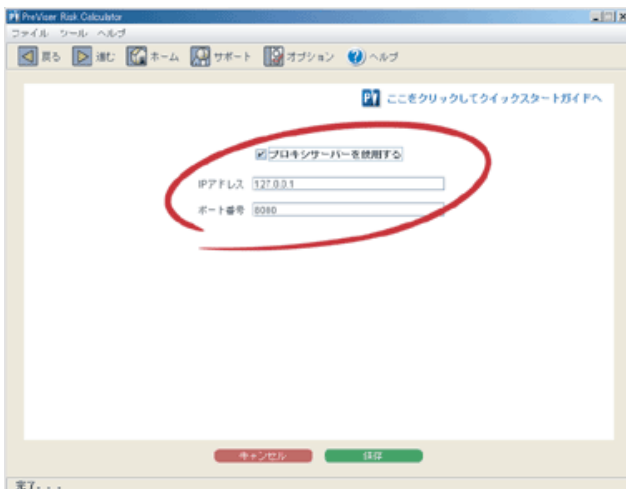 PreViser Risk Calculator
ファイル ツール ヘルプ
戻る 進む ホーム サポート オプション ヘルプ
ここをクリックしてクイックスタートガイドへ
プロキシサーバーを使用する
IPアドレス 127.0.0.1
ポート番号 8080
キャンセル 保存
完了...